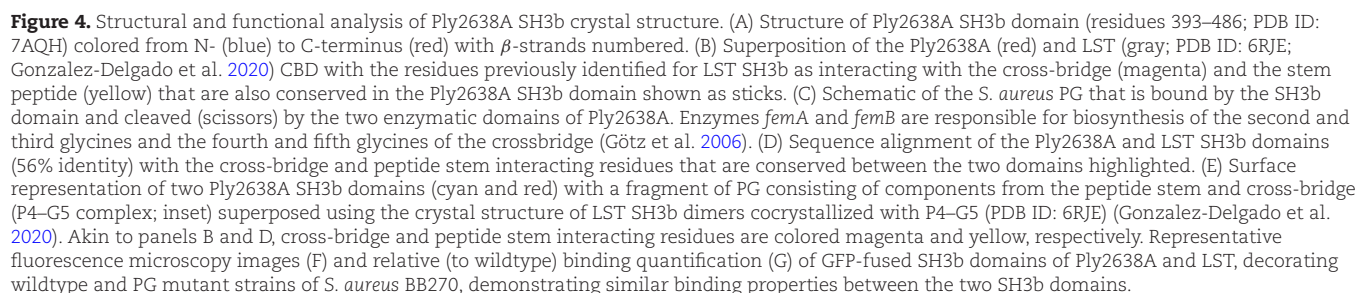 Figure 4. Structural and functional analysis of Ply2638A SH3b crystal structure. (A) Structure of Ply2638A SH3b domain (residues 393–486; PDB ID:
7AQH) colored from N- (blue) to C-terminus (red) with β-strands numbered. (B) Superposition of the Ply2638A (red) and LST (gray; PDB ID: 6RJE;
Gonzalez-Delgado et al. 2020) CBD with the residues previously identified for LST SH3b as interacting with the cross-bridge (magenta) and the stem
peptide (yellow) that are also conserved in the Ply2638A SH3b domain shown as sticks. (C) Schematic of the S. aureus PG that is bound by the SH3b
domain and cleaved (scissors) by the two enzymatic domains of Ply2638A. Enzymes femA and femB are responsible for biosynthesis of the second and
third glycines and the fourth and fifth glycines of the crossbridge (Götz et al. 2006). (D) Sequence alignment of the Ply2638A and LST SH3b domains
(56% identity) with the cross-bridge and peptide stem interacting residues that are conserved between the two domains highlighted. (E) Surface
representation of two Ply2638A SH3b domains (cyan and red) with a fragment of PG consisting of components from the peptide stem and cross-bridge
(P4–G5 complex; inset) superposed using the crystal structure of LST SH3b dimers cocrystallized with P4–G5 (PDB ID: 6RJE) (Gonzalez-Delgado et al.
2020). Akin to panels B and D, cross-bridge and peptide stem interacting residues are colored magenta and yellow, respectively. Representative
fluorescence microscopy images (F) and relative (to wildtype) binding quantification (G) of GFP-fused SH3b domains of Ply2638A and LST, decorating
wildtype and PG mutant strains of S. aureus BB270, demonstrating similar binding properties between the two SH3b domains.